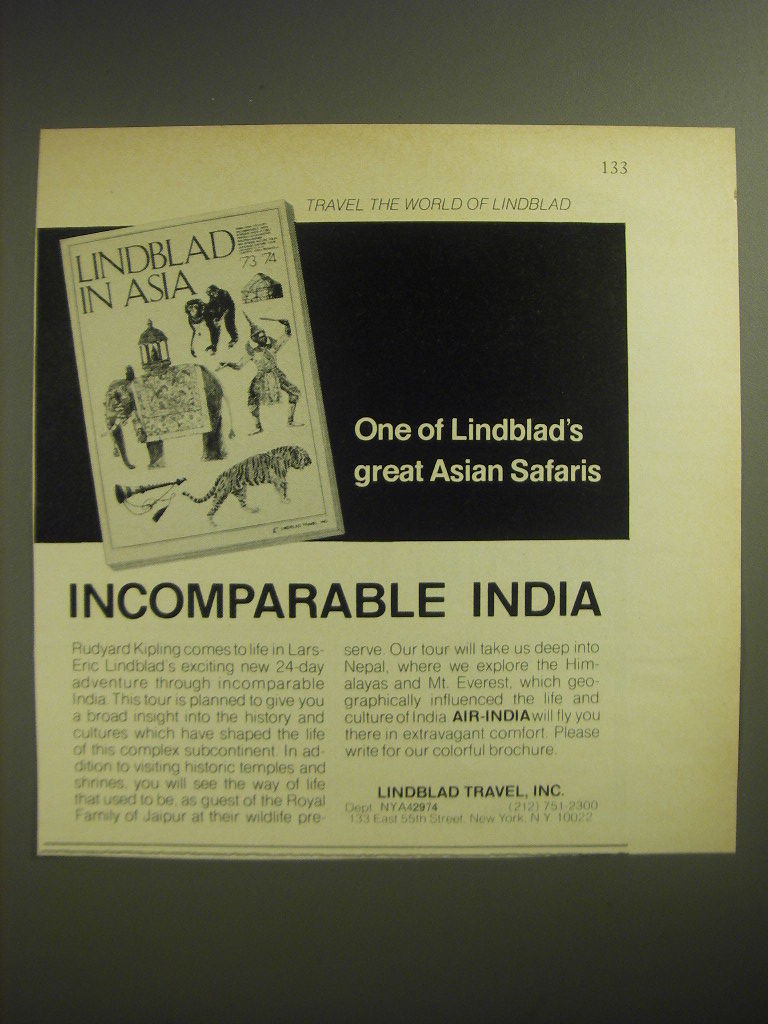 133
TRAVEL THE WORLD OF LINDBLAD
LINDBLAD
IN ASIA
'73 '74
© LINDBLAD TRAVEL, INC.
One of Lindblad's
great Asian Safaris
INCOMPARABLE INDIA
Rudyard Kipling comes to life in Lars-
Eric Lindblad's exciting new 24-day
adventure through incomparable
India. This tour is planned to give you
a broad insight into the history and
cultures which have shaped the life
of this complex subcontinent. In ad-
dition to visiting historic temples and
shrines, you will see the way of life
that used to be, as guest of the Royal
Family of Jaipur at their wildlife pre-
serve. Our tour will take us deep into
Nepal, where we explore the Him-
alayas and Mt. Everest, which geo-
graphically influenced the life and
culture of India. AIR-INDIA will fly you
there in extravagant comfort. Please
write for our colorful brochure.
LINDBLAD TRAVEL, INC.
Dept. NYA42974 (212) 751-2300
133 East 55th Street, New York, N.Y. 10022